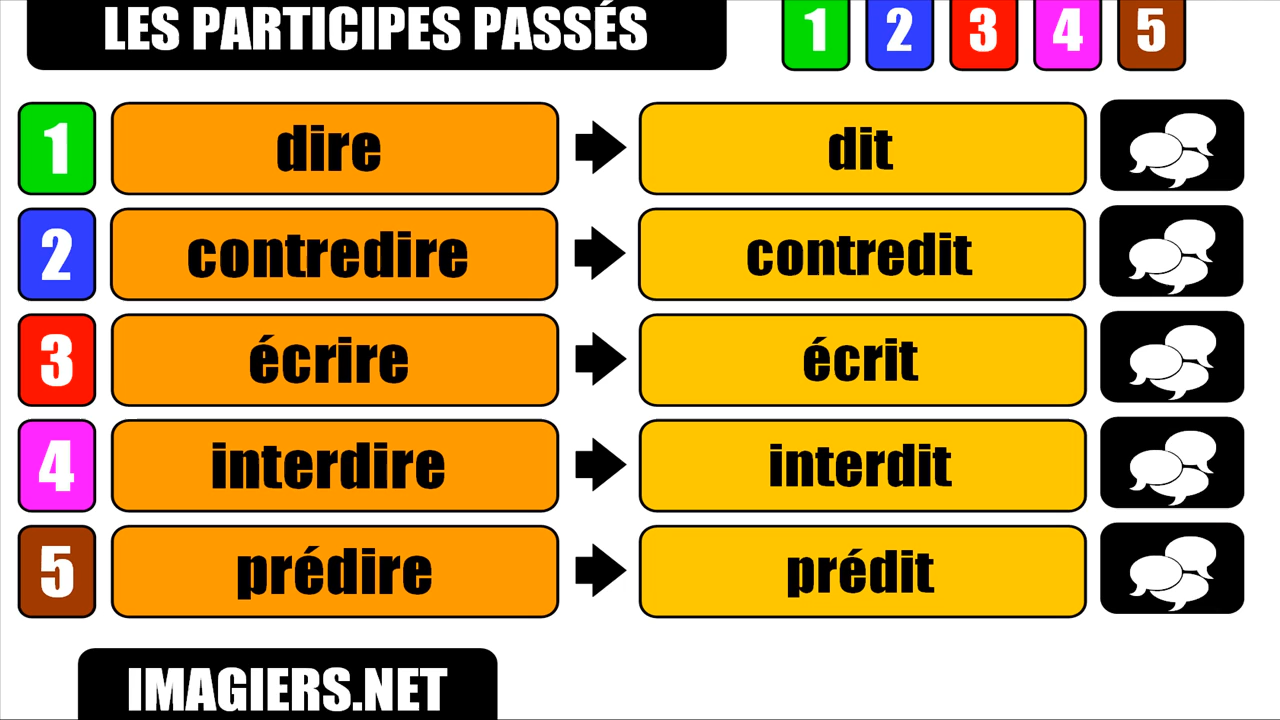 LES PARTICIPES PASSÉS 1 2 3 4 5
1 dire dit
2 contredire contredit
3 écrire écrit
4 interdire interdit
5 prédire prédit
IMAGIERS.NET